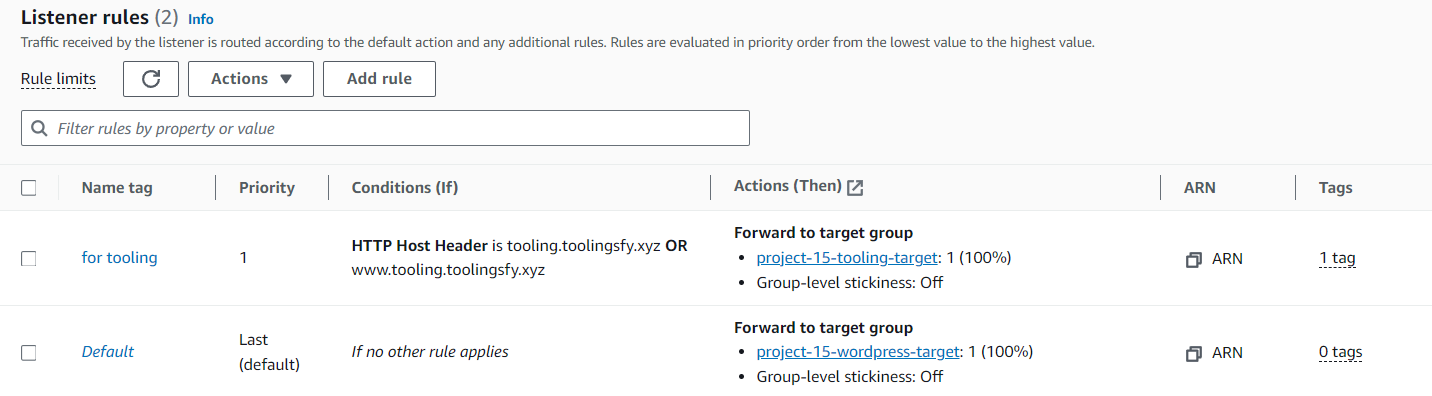 Listener rules (2) Info
Traffic received by the listener is routed according to the default action and any additional rules. Rules are evaluated in priority order from the lowest value to the highest value.
Rule limits Actions Add rule
Filter rules by property or value
Name tag Priority Conditions (If) Actions (Then) ARN Tags
Forward to target group
HTTP Host Header is tooling.toolingsfy.xyz OR
for tooling 1 • project-15-tooling-target: 1 (100%) ARN 1 tag
www.tooling.toolingsfy.xyz
• Group-level stickiness: Off
Forward to target group
Last
Default If no other rule applies • project-15-wordpress-target: 1 (100%) ARN 0 tags
(default)
• Group-level stickiness: Off